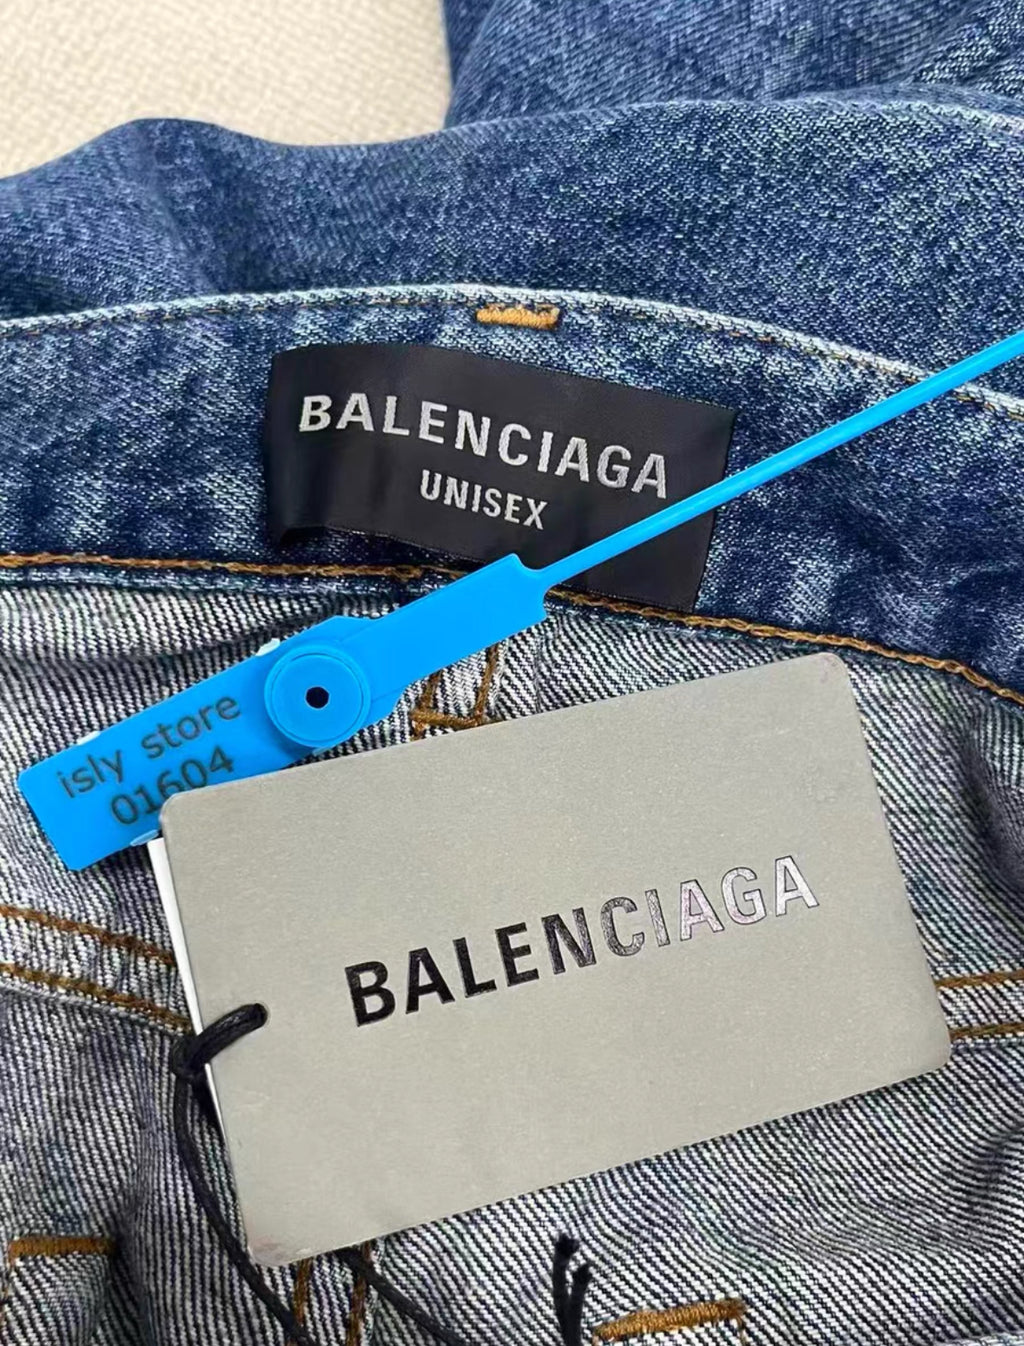 BALENCIAGA
UNISEX
isly store
01604
BALENCIAGA